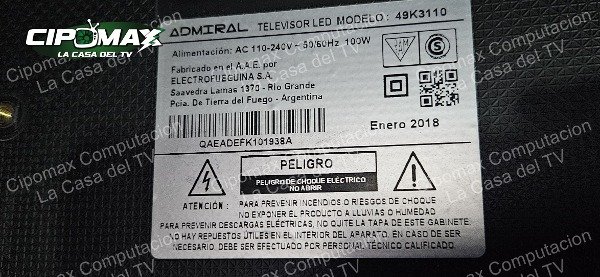 CIPOMAX
LA CASA DEL TV
ADMIRAL TELEVISOR LED MODELO: 49K3110
Alimentación: AC 110-240V ~ 50/60Hz 100W
Fabricado en el A.A.E. por
ELECTROFUEGUINA S.A.
Saavedra Lamas 1370 - Río Grande
Pcia. De Tierra del Fuego - Argentina
QAEADEFK101938A
Enero 2018
PELIGRO
PELIGRO DE CHOQUE ELÉCTRICO
NO ABRIR
ATENCIÓN:
PARA PREVENIR INCENDIOS O RIESGOS DE CHOQUE
NO EXPONER EL PRODUCTO A LLUVIAS O HUMEDAD
PARA PREVENIR DESCARGAS ELÉCTRICAS, NO QUITE LA TAPA DE ESTE GABINETE.
NO HAY REPUESTOS ÚTILES EN EL INTERIOR DEL APARATO. EN CASO DE SER
NECESARIO, DEBE SER EFECTUADO POR PERSONAL TÉCNICO CALIFICADO.
Cipomax Computacion
La Casa del TV